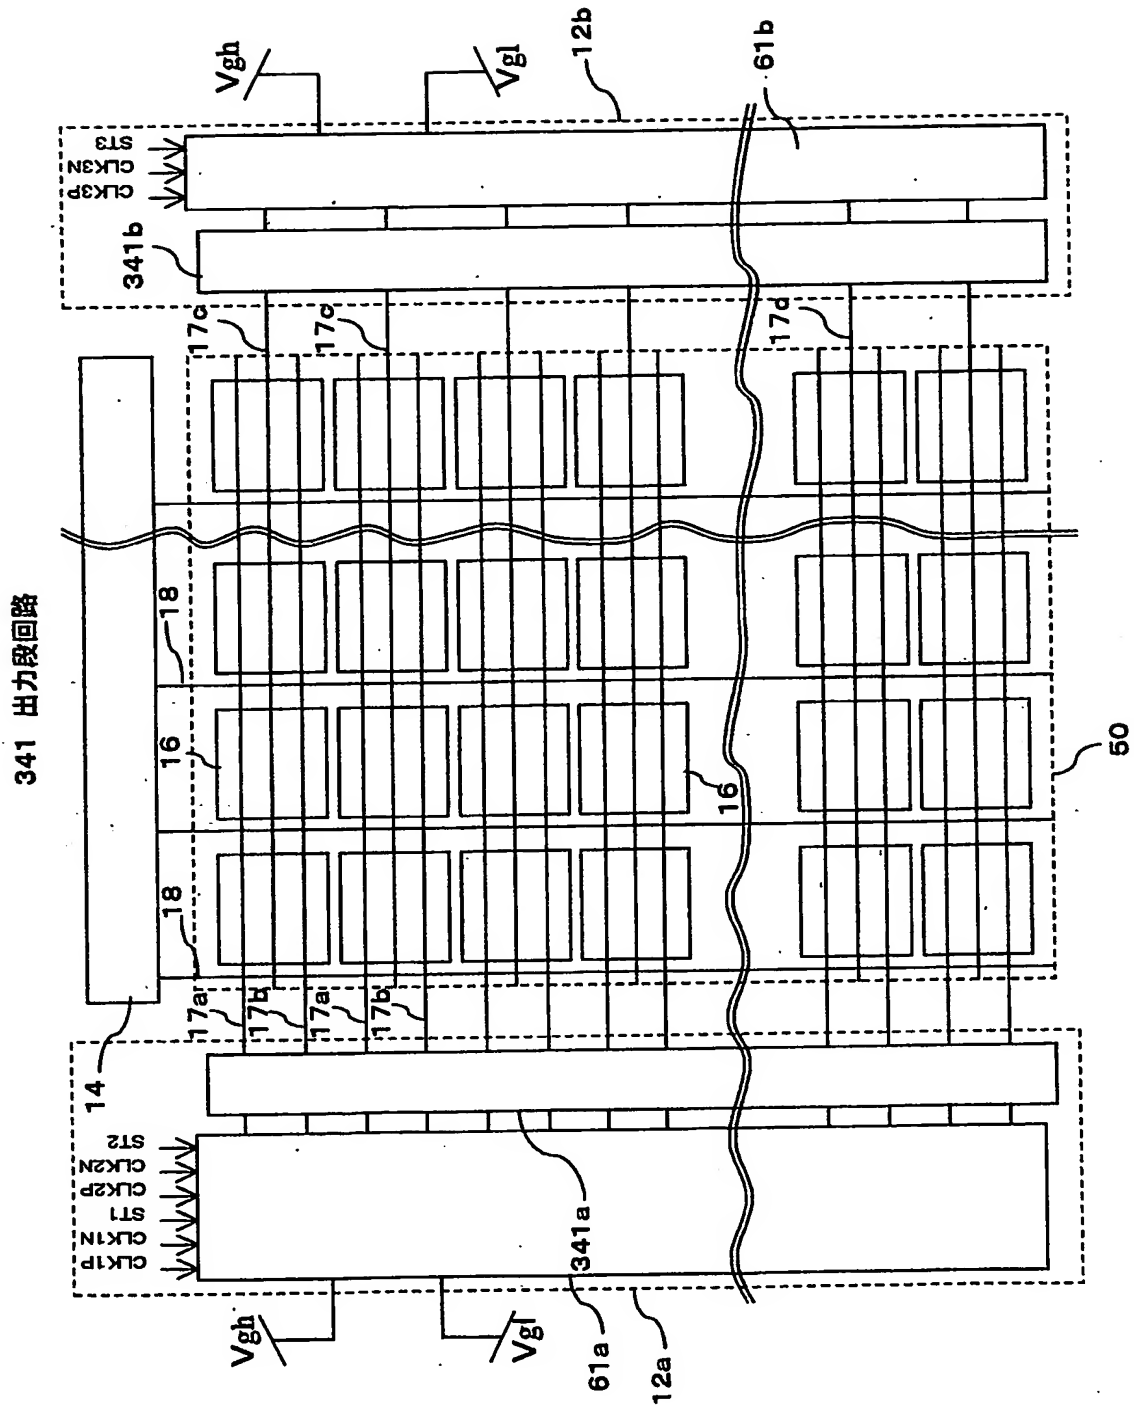 341 出力段回路
Vgh
Vgl
12b
61b
ST3
CLK3N
CLK3P
341b
17c
17c
17d
18
16
16
18
50
17a
17b
17a
17b
14
ST2
CLK2N
CLK2P
ST1
CLK1N
CLK1P
341a
Vgh
Vgl
61a
12a